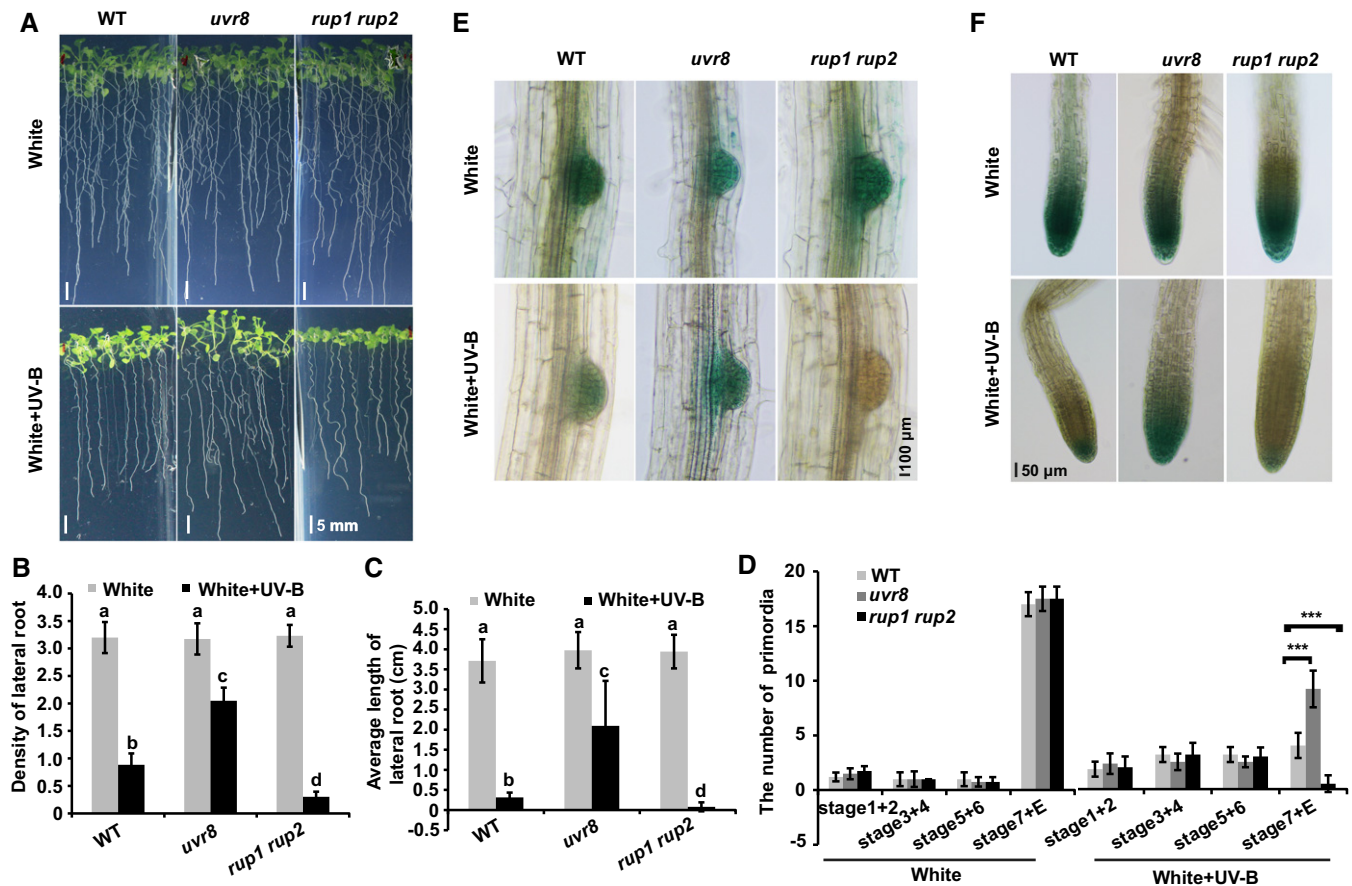 A
WT
uvr8
rup1 rup2
White
White+UV-B
5 mm
E
WT
uvr8
rup1 rup2
White
White+UV-B
100 µm
F
WT
uvr8
rup1 rup2
White
White+UV-B
50 µm
B
White
White+UV-B
Density of lateral root
4.0
3.5
3.0
2.5
2.0
1.5
1.0
0.5
0
a
b
a
c
a
d
WT
uvr8
rup1 rup2
C
White
White+UV-B
Average length of
lateral root (cm)
5.0
4.5
4.0
3.5
5.0
2.5
2.0
1.5
1.0
0.5
0
-0.5
a
b
a
c
a
d
WT
uvr8
rup1 rup2
D
WT
uvr8
rup1 rup2
The number of primordia
20
15
10
5
0
-5
***
***
stage1+2
stage3+4
stage5+6
stage7+E
stage1+2
stage3+4
stage5+6
stage7+E
White
White+UV-B